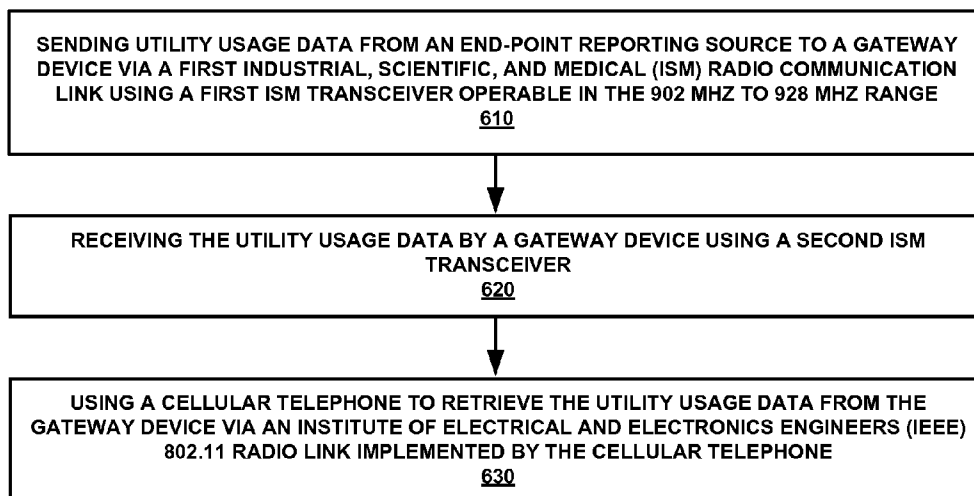 SENDING UTILITY USAGE DATA FROM AN END-POINT REPORTING SOURCE TO A GATEWAY
DEVICE VIA A FIRST INDUSTRIAL, SCIENTIFIC, AND MEDICAL (ISM) RADIO COMMUNICATION
LINK USING A FIRST ISM TRANSCEIVER OPERABLE IN THE 902 MHZ TO 928 MHZ RANGE
610
RECEIVING THE UTILITY USAGE DATA BY A GATEWAY DEVICE USING A SECOND ISM
TRANSCEIVER
620
USING A CELLULAR TELEPHONE TO RETRIEVE THE UTILITY USAGE DATA FROM THE
GATEWAY DEVICE VIA AN INSTITUTE OF ELECTRICAL AND ELECTRONICS ENGINEERS (IEEE)
802.11 RADIO LINK IMPLEMENTED BY THE CELLULAR TELEPHONE
630